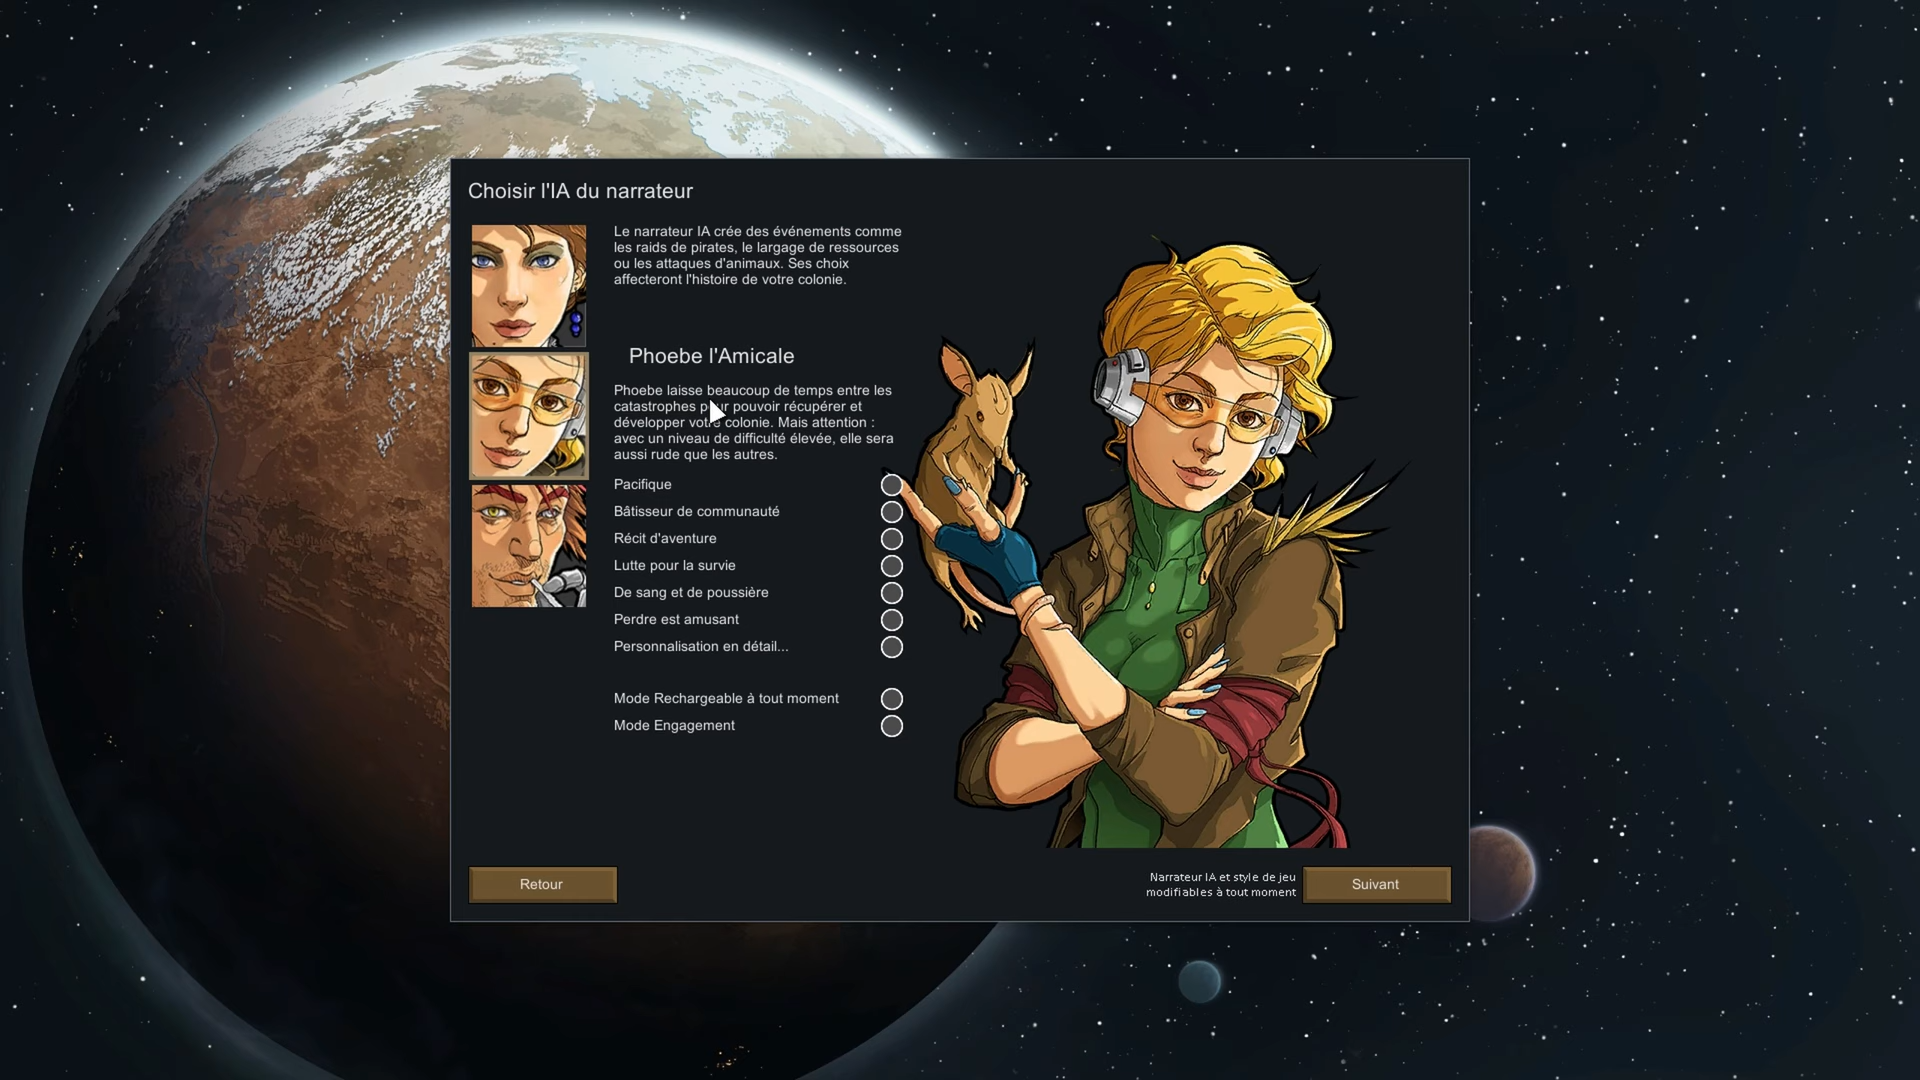 Choisir l'IA du narrateur
Le narrateur IA crée des événements comme
les raids de pirates, le largage de ressources
ou les attaques d'animaux. Ses choix
affecteront l'histoire de votre colonie.
Phoebe l'Amicale
Phoebe laisse beaucoup de temps entre les
catastrophes pour pouvoir récupérer et
développer votre colonie. Mais attention :
avec un niveau de difficulté élevée, elle sera
aussi rude que les autres.
Pacifique
Bâtisseur de communauté
Récit d'aventure
Lutte pour la survie
De sang et de poussière
Perdre est amusant
Personnalisation en détail...
Mode Rechargeable à tout moment
Mode Engagement
Retour
Narrateur IA et style de jeu
modifiables à tout moment
Suivant